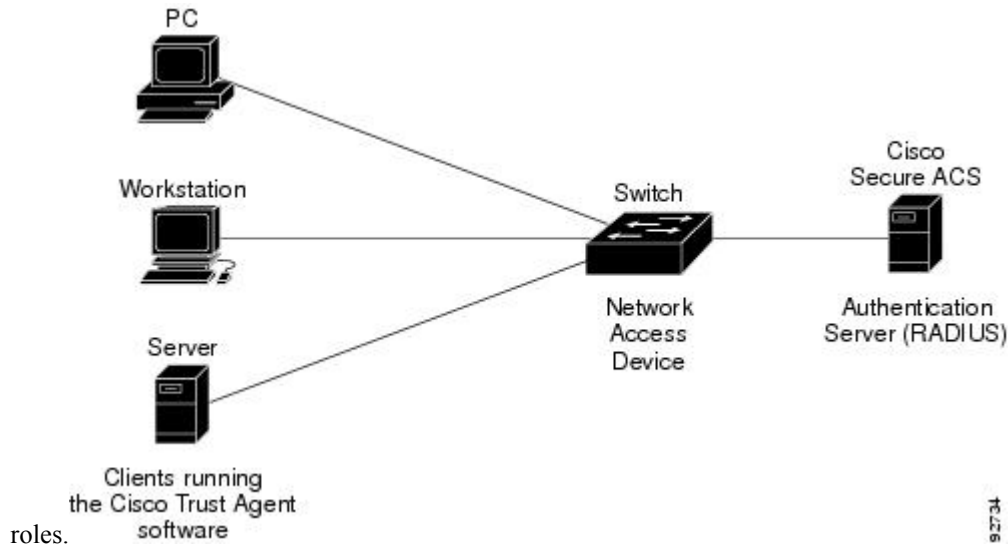 PC
Workstation
Server
Clients running
the Cisco Trust Agent
software
Switch
Network
Access
Device
Cisco
Secure ACS
Authentication
Server (RADIUS)
92734
roles.